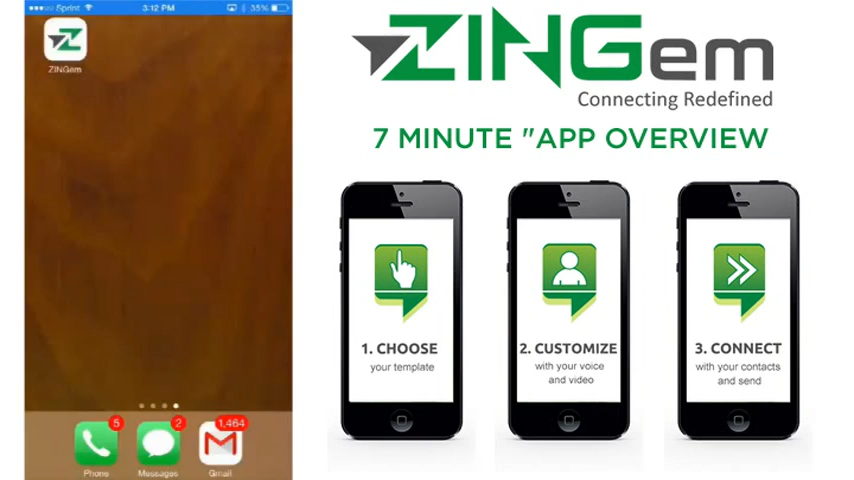 Sprint
3:12 PM
35%
ZINGem
Phone
5
Messages
2
Gmail
1,464
ZINGem
Connecting Redefined
7 MINUTE "APP OVERVIEW
1. CHOOSE
your template
2. CUSTOMIZE
with your voice
and video
3. CONNECT
with your contacts
and send